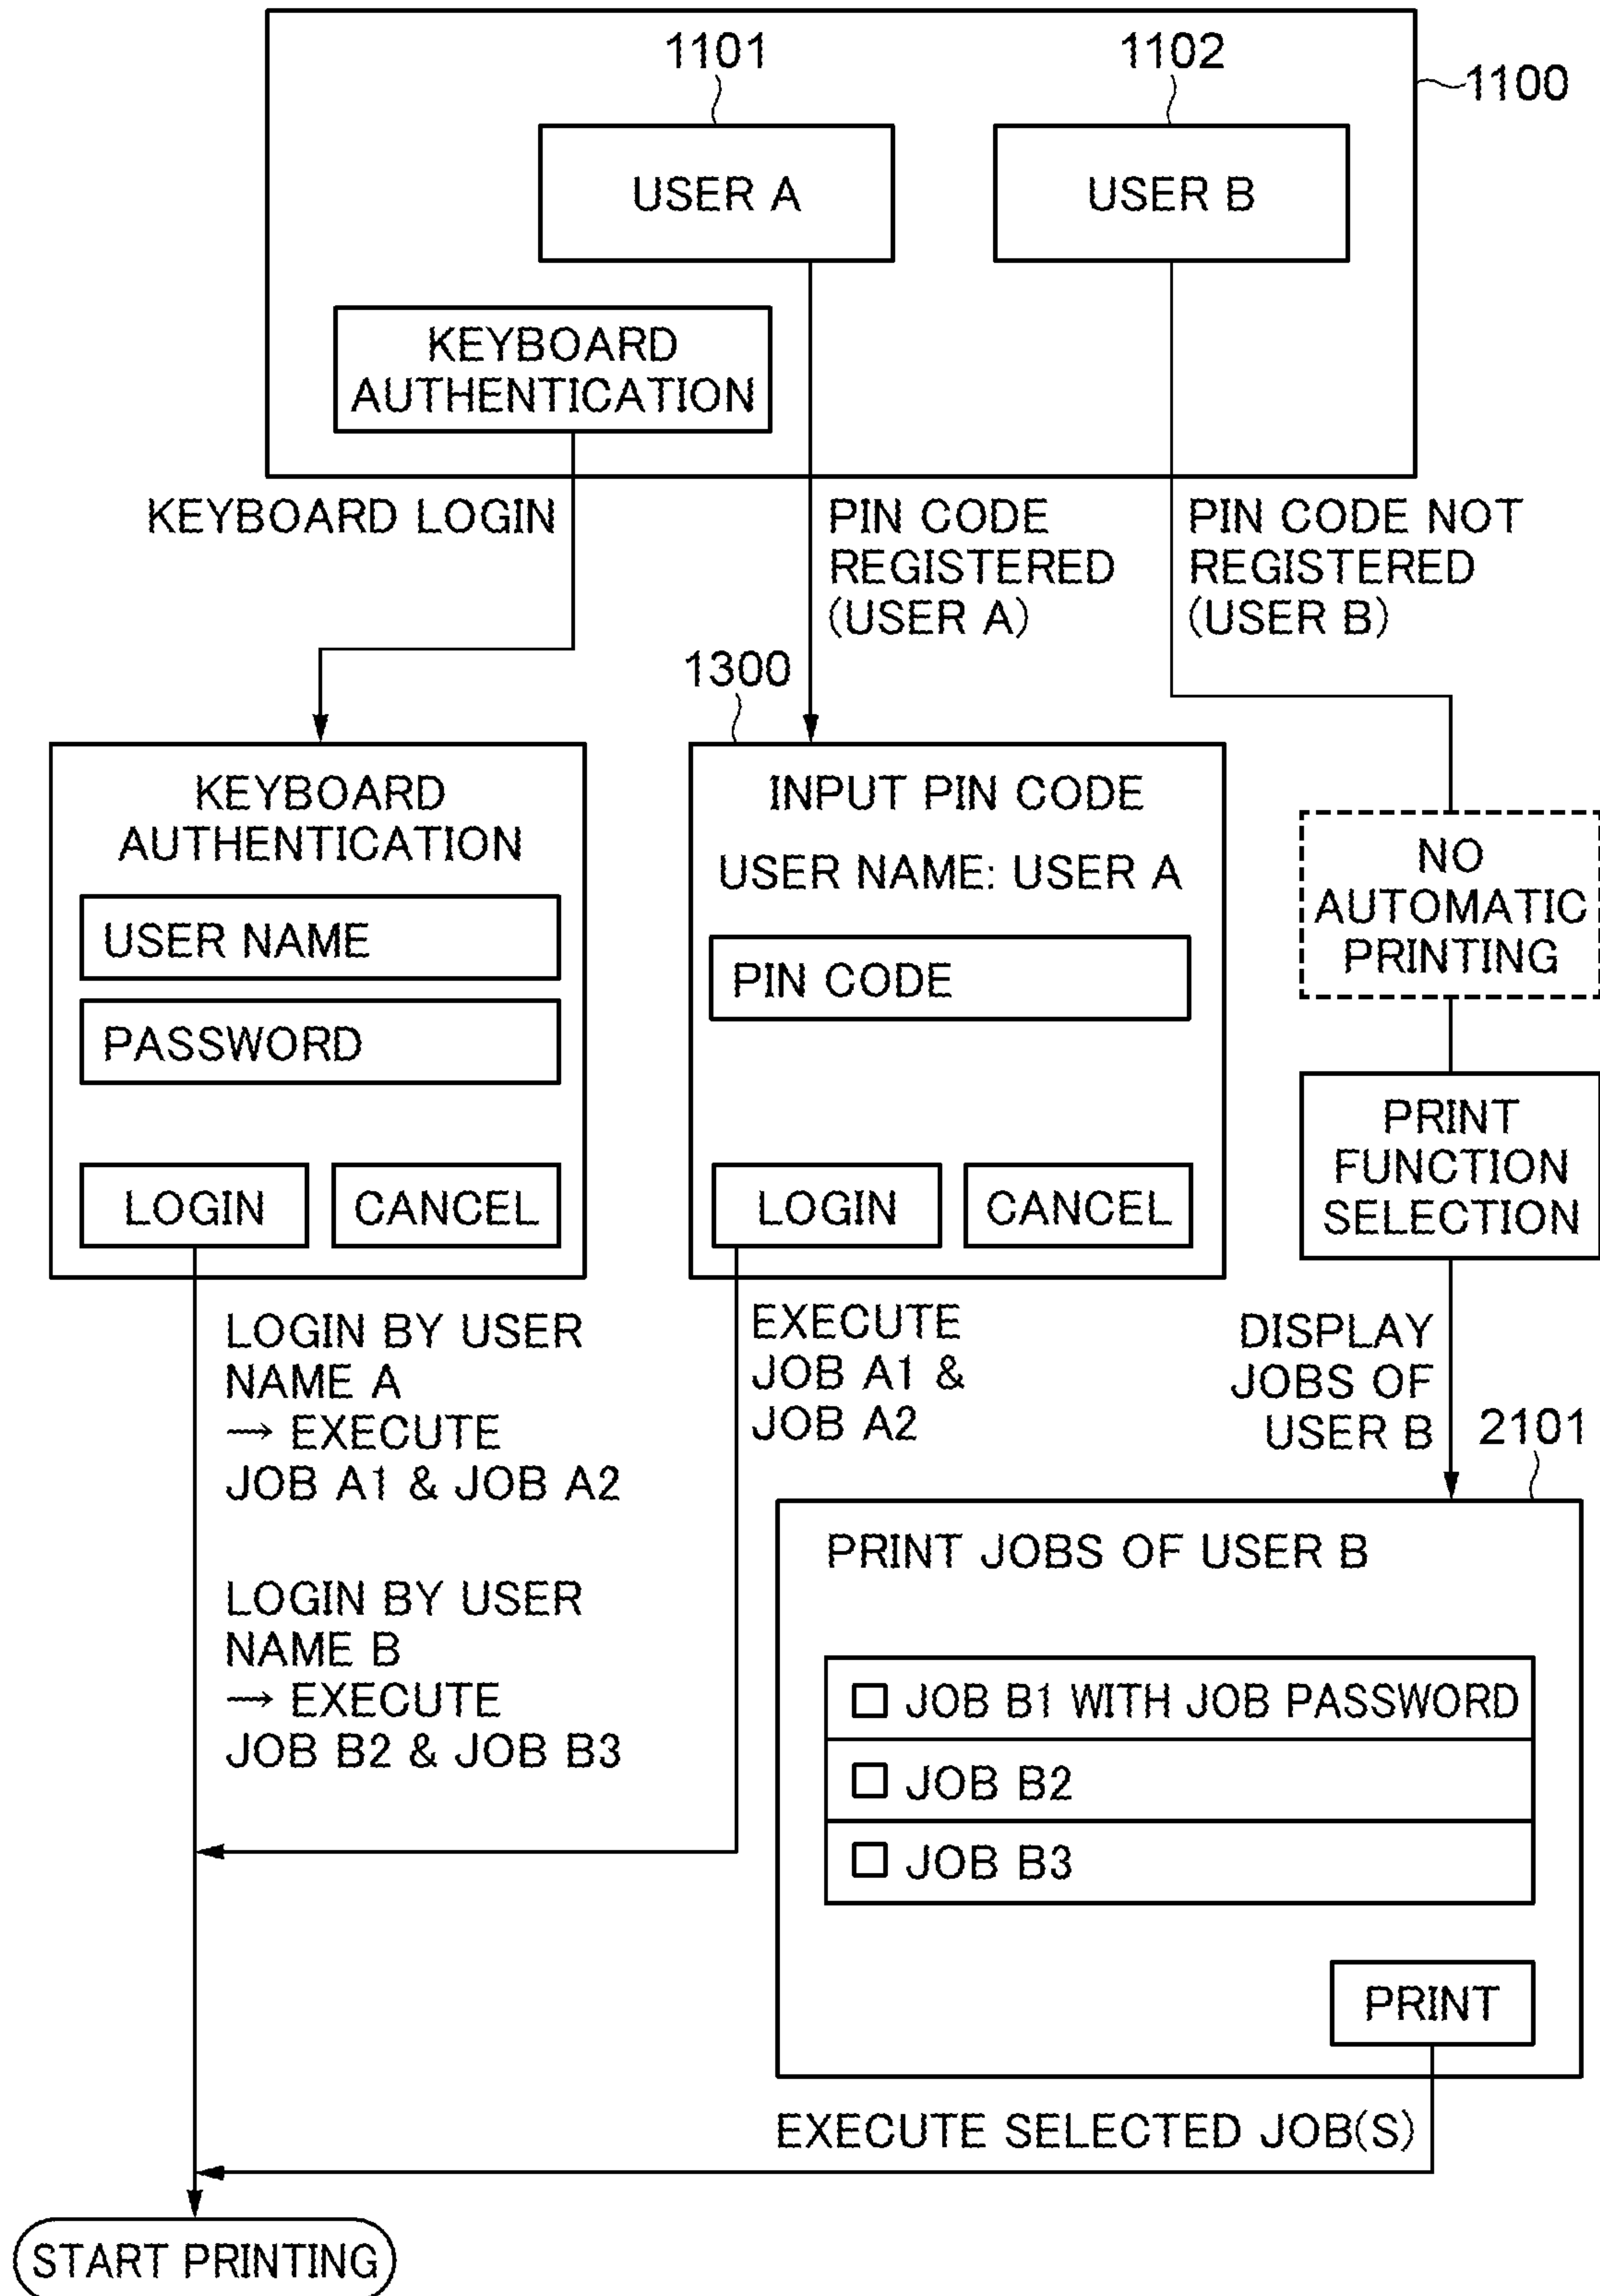 1101
1102
1100
USER A
USER B
KEYBOARD
AUTHENTICATION
KEYBOARD LOGIN
PIN CODE
REGISTERED
(USER A)
PIN CODE NOT
REGISTERED
(USER B)
1300
KEYBOARD
AUTHENTICATION
USER NAME
PASSWORD
LOGIN
CANCEL
INPUT PIN CODE
USER NAME: USER A
PIN CODE
LOGIN
CANCEL
NO
AUTOMATIC
PRINTING
PRINT
FUNCTION
SELECTION
LOGIN BY USER
NAME A
→ EXECUTE
JOB A1 & JOB A2
LOGIN BY USER
NAME B
→ EXECUTE
JOB B2 & JOB B3
EXECUTE
JOB A1 &
JOB A2
DISPLAY
JOBS OF
USER B
2101
PRINT JOBS OF USER B
JOB B1 WITH JOB PASSWORD
JOB B2
JOB B3
PRINT
EXECUTE SELECTED JOB(S)
START PRINTING